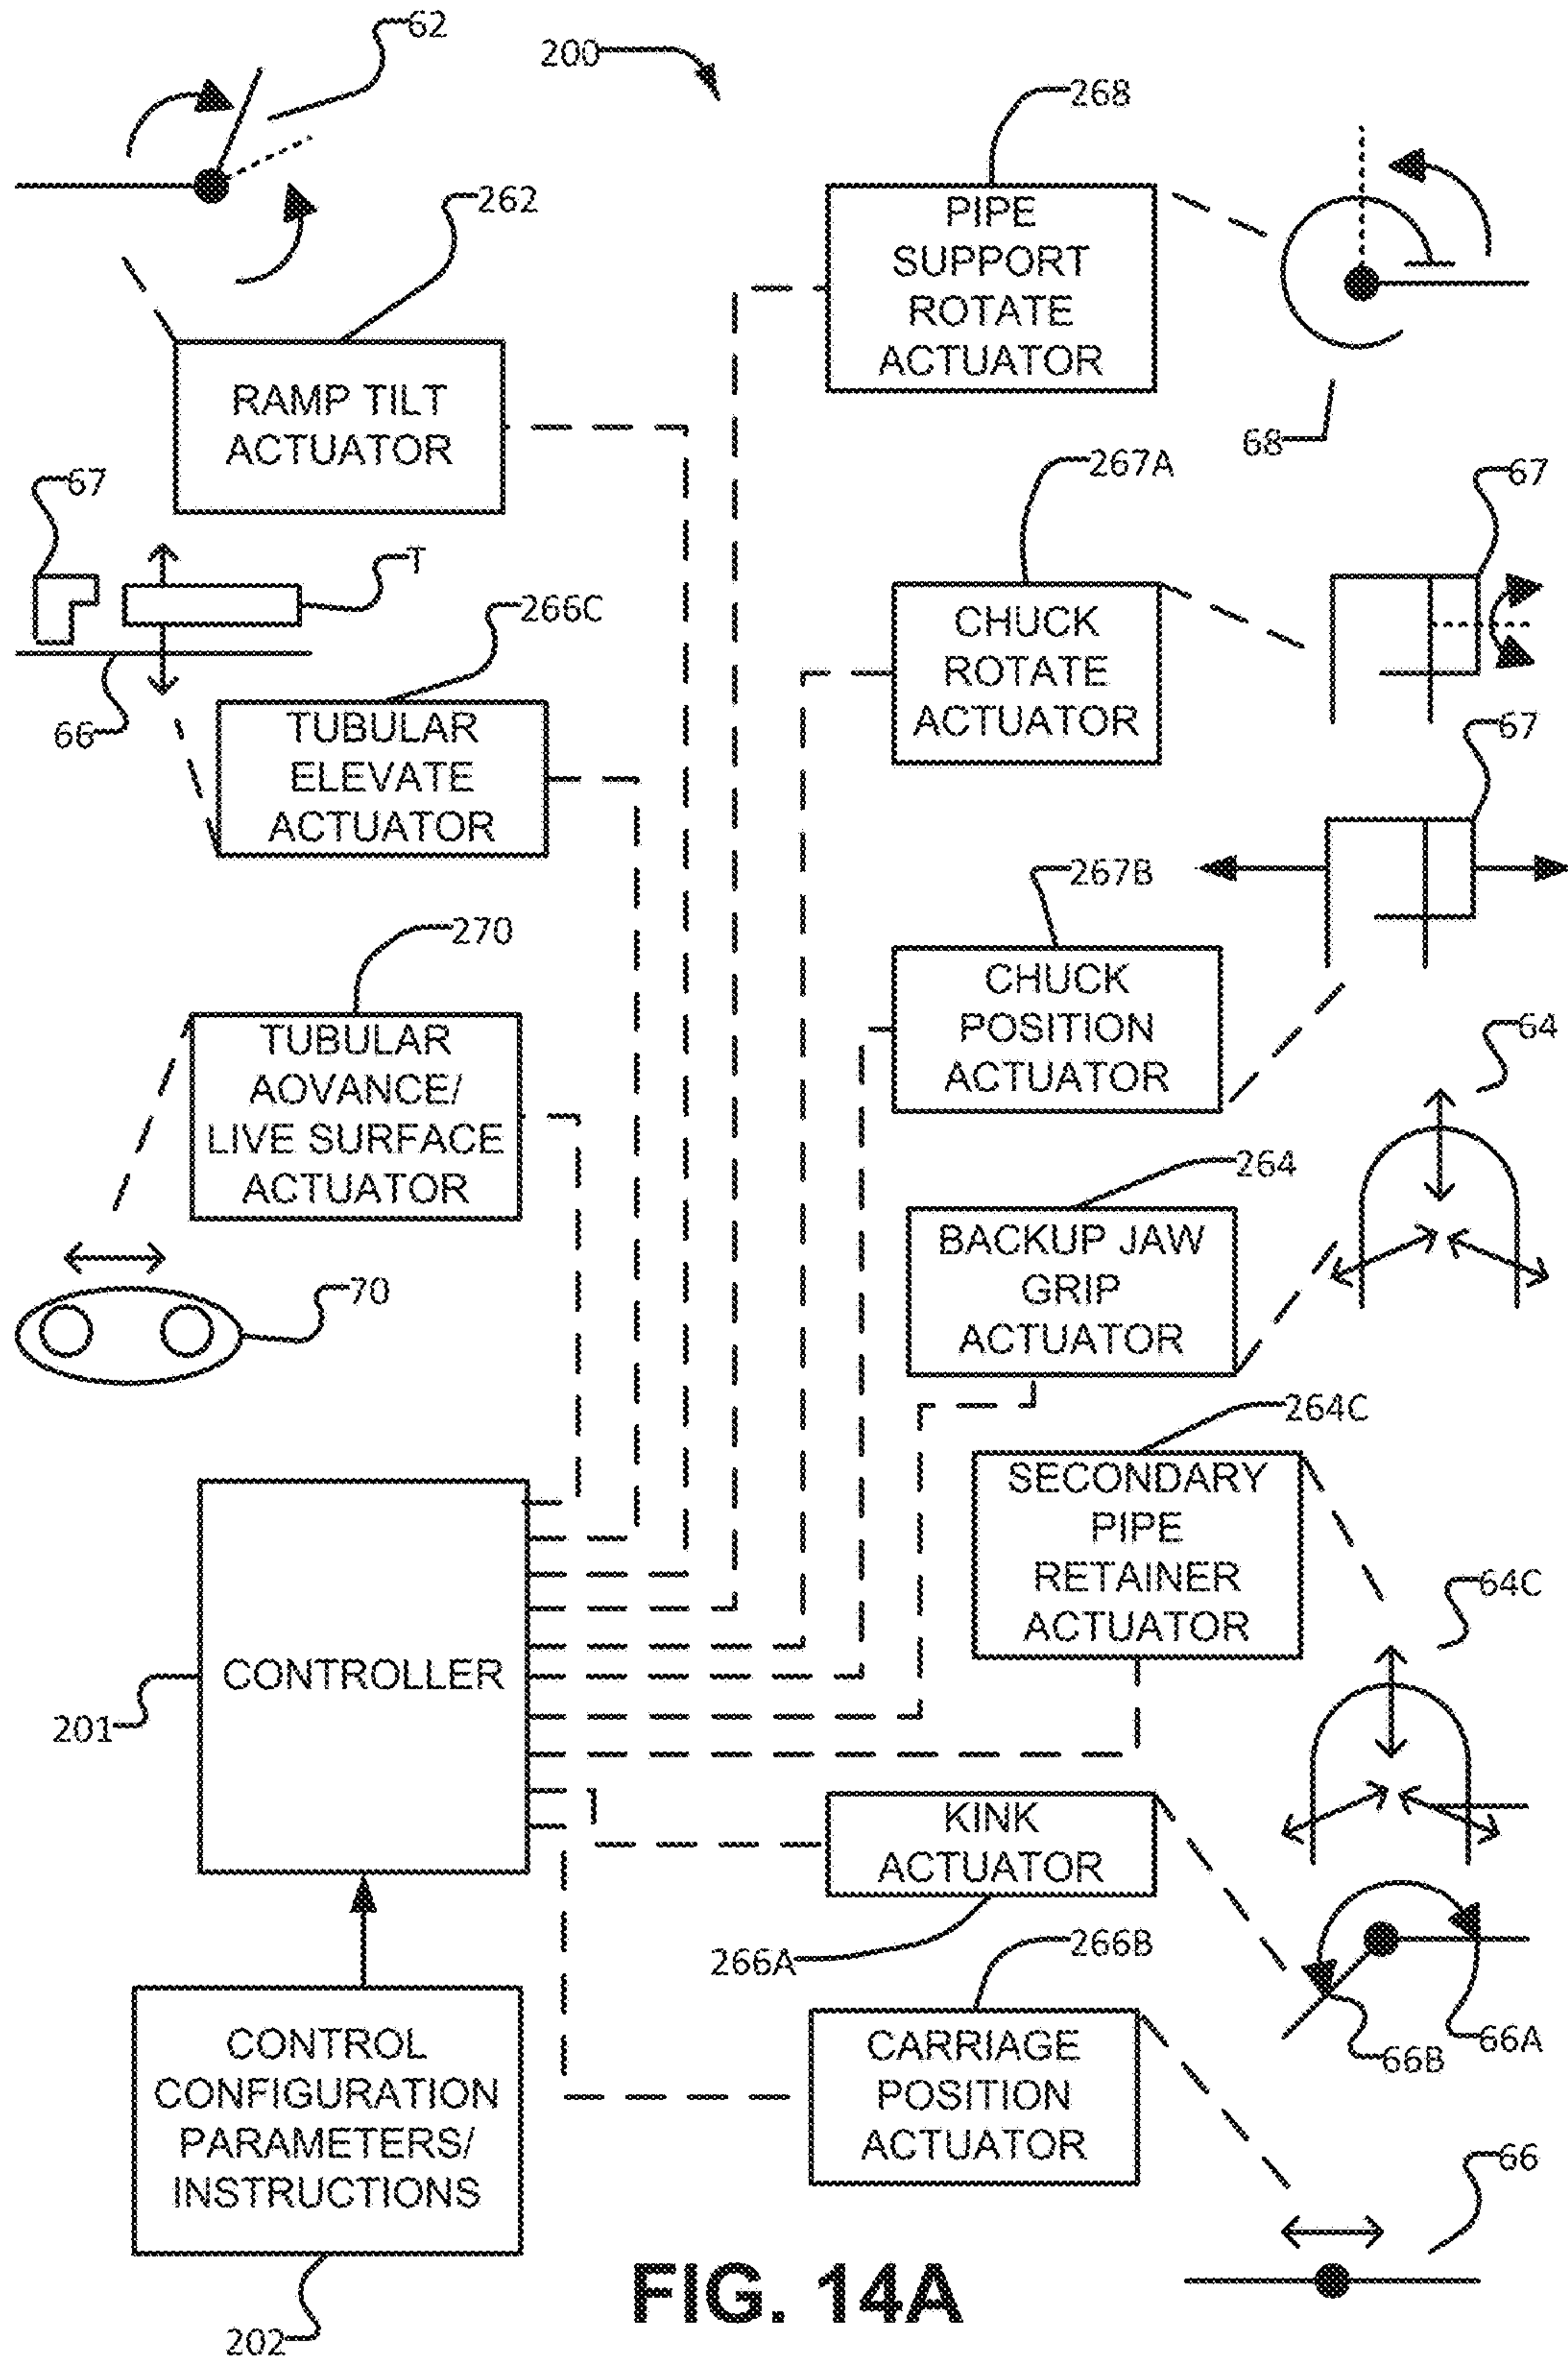 62
200
268
262
PIPE
SUPPORT
ROTATE
ACTUATOR
RAMP TILT
ACTUATOR
68
67
267A
67
T
266C
CHUCK
ROTATE
ACTUATOR
66
TUBULAR
ELEVATE
ACTUATOR
67
267B
270
CHUCK
POSITION
ACTUATOR
64
TUBULAR
AOVANCE/
LIVE SURFACE
ACTUATOR
264
BACKUP JAW
GRIP
ACTUATOR
70
264C
SECONDARY
PIPE
RETAINER
ACTUATOR
64C
CONTROLLER
201
KINK
ACTUATOR
266A
266B
66A
66B
CONTROL
CONFIGURATION
PARAMETERS/
INSTRUCTIONS
CARRIAGE
POSITION
ACTUATOR
66
202
FIG. 14A